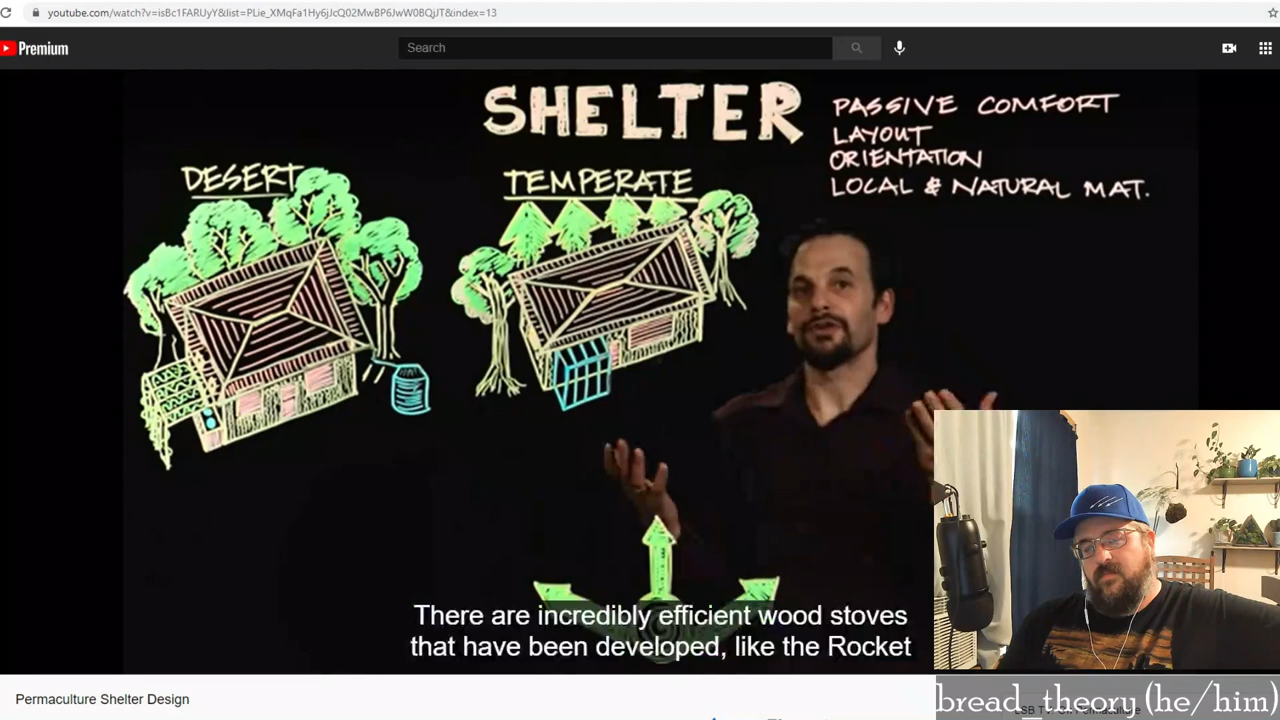 youtube.com/watch?v=isBc1FARUyY&list=PLie_XMqFa1Hy6jJcQ02MwBP6JwW0BQjJT&index=13
Premium
Search
SHELTER
PASSIVE COMFORT
LAYOUT
ORIENTATION
LOCAL & NATURAL MAT.
DESERT
TEMPERATE
There are incredibly efficient wood stoves
that have been developed, like the Rocket
Permaculture Shelter Design
bread_theory (he/him)